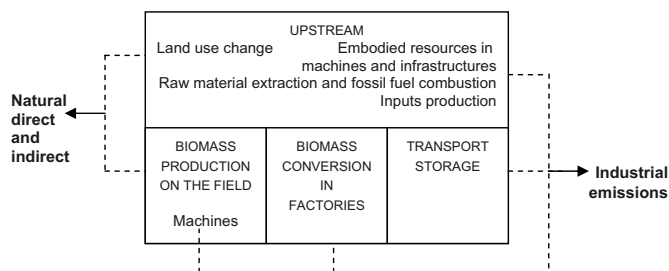 UPSTREAM
Land use change Embodied resources in
machines and infrastructures
Raw material extraction and fossil fuel combustion
Inputs production
Natural
direct
and
indirect
BIOMASS
PRODUCTION
ON THE FIELD
Machines
BIOMASS
CONVERSION
IN
FACTORIES
TRANSPORT
STORAGE
Industrial
emissions